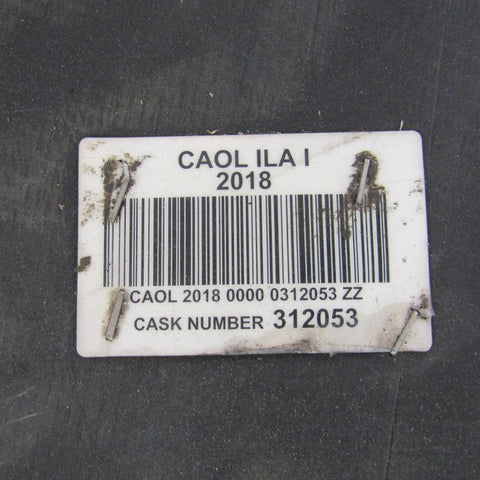 CAOL ILA I
2018
CAOL 2018 0000 0312053 ZZ
CASK NUMBER 312053